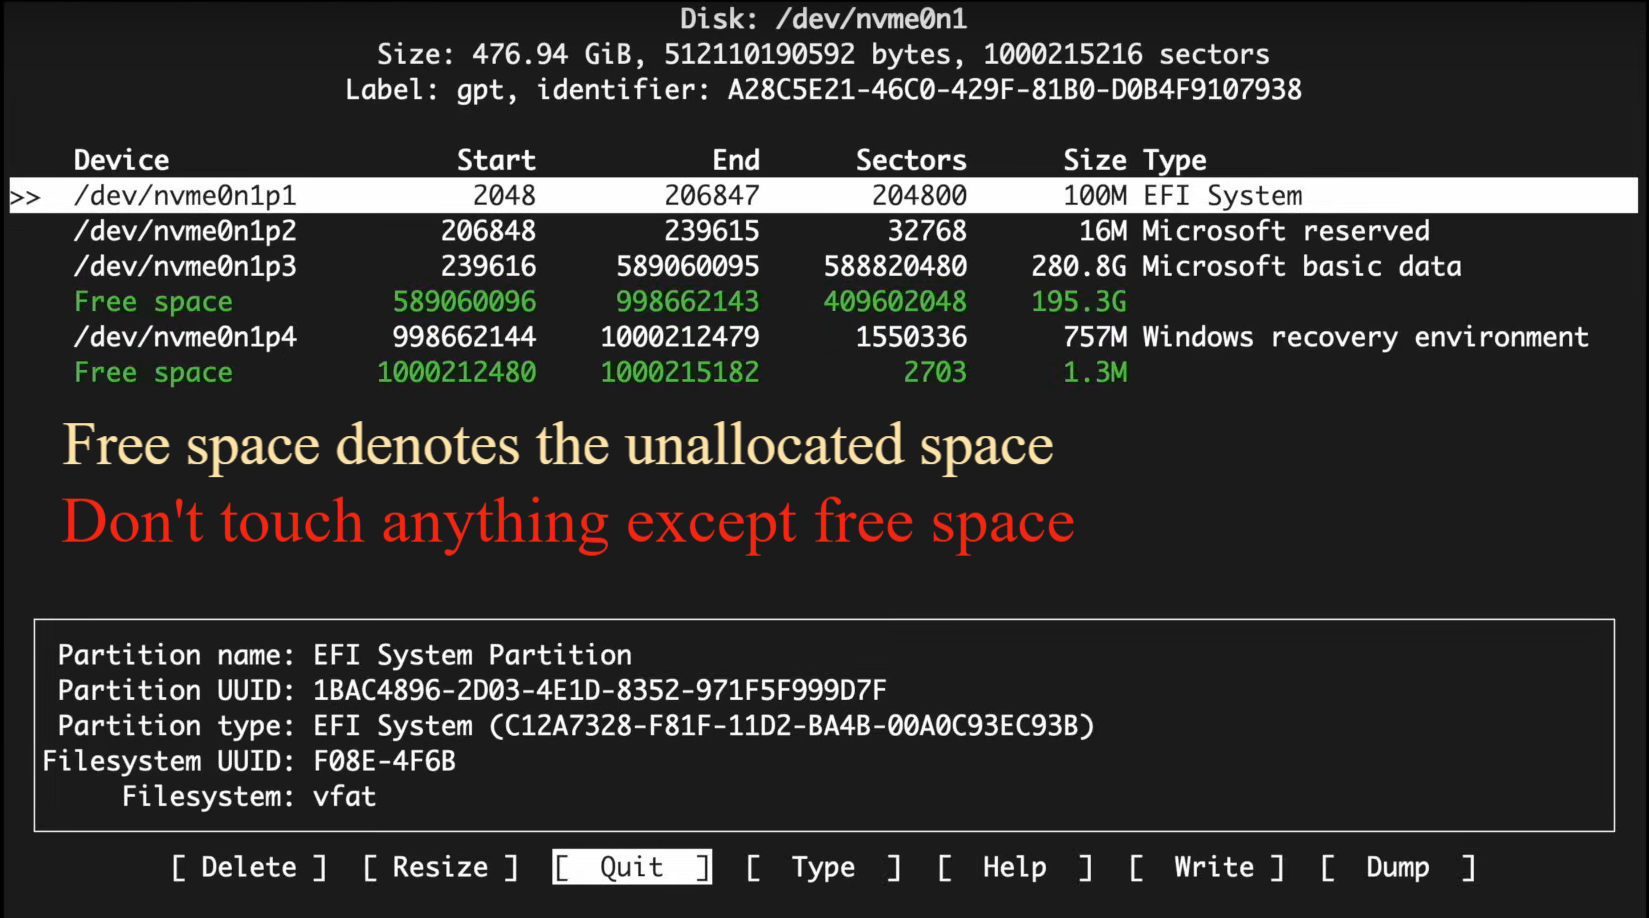 Disk: /dev/nvme0n1
Size: 476.94 GiB, 512110190592 bytes, 1000215216 sectors
Label: gpt, identifier: A28C5E21-46C0-429F-81B0-D0B4F9107938
Device Start End Sectors Size Type
>> /dev/nvme0n1p1 2048 206847 204800 100M EFI System
/dev/nvme0n1p2 206848 239615 32768 16M Microsoft reserved
/dev/nvme0n1p3 239616 589060095 588820480 280.8G Microsoft basic data
Free space 589060096 998662143 409602048 195.3G
/dev/nvme0n1p4 998662144 1000212479 1550336 757M Windows recovery environment
Free space 1000212480 1000215182 2703 1.3M
Free space denotes the unallocated space
Don't touch anything except free space
Partition name: EFI System Partition
Partition UUID: 1BAC4896-2D03-4E1D-8352-971F5F999D7F
Partition type: EFI System (C12A7328-F81F-11D2-BA4B-00A0C93EC93B)
Filesystem UUID: F08E-4F6B
Filesystem: vfat
[ Delete ] [ Resize ] [ Quit ] [ Type ] [ Help ] [ Write ] [ Dump ]